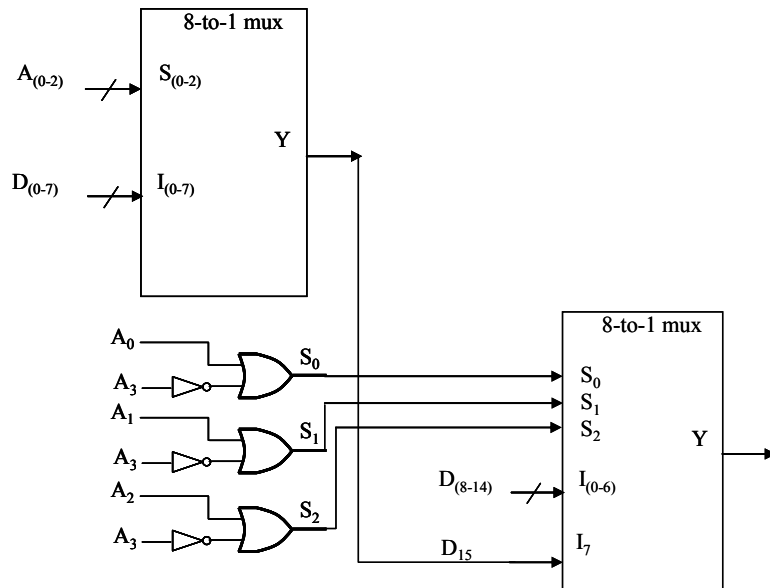 8-to-1 mux
A(0-2)
S(0-2)
Y
D(0-7)
I(0-7)
8-to-1 mux
A0
S0
A3
S0
A1
S1
S1
A3
S2
Y
A2
S2
D(8-14)
I(0-6)
A3
D15
I7